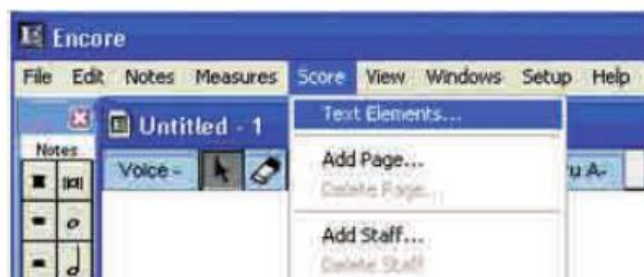 Encore
File Edit Notes Measures Score View Windows Setup Help
Untitled - 1
Text Elements...
Notes
Voice
Add Page...
Delete Page...
Add Staff...
Delete Staff